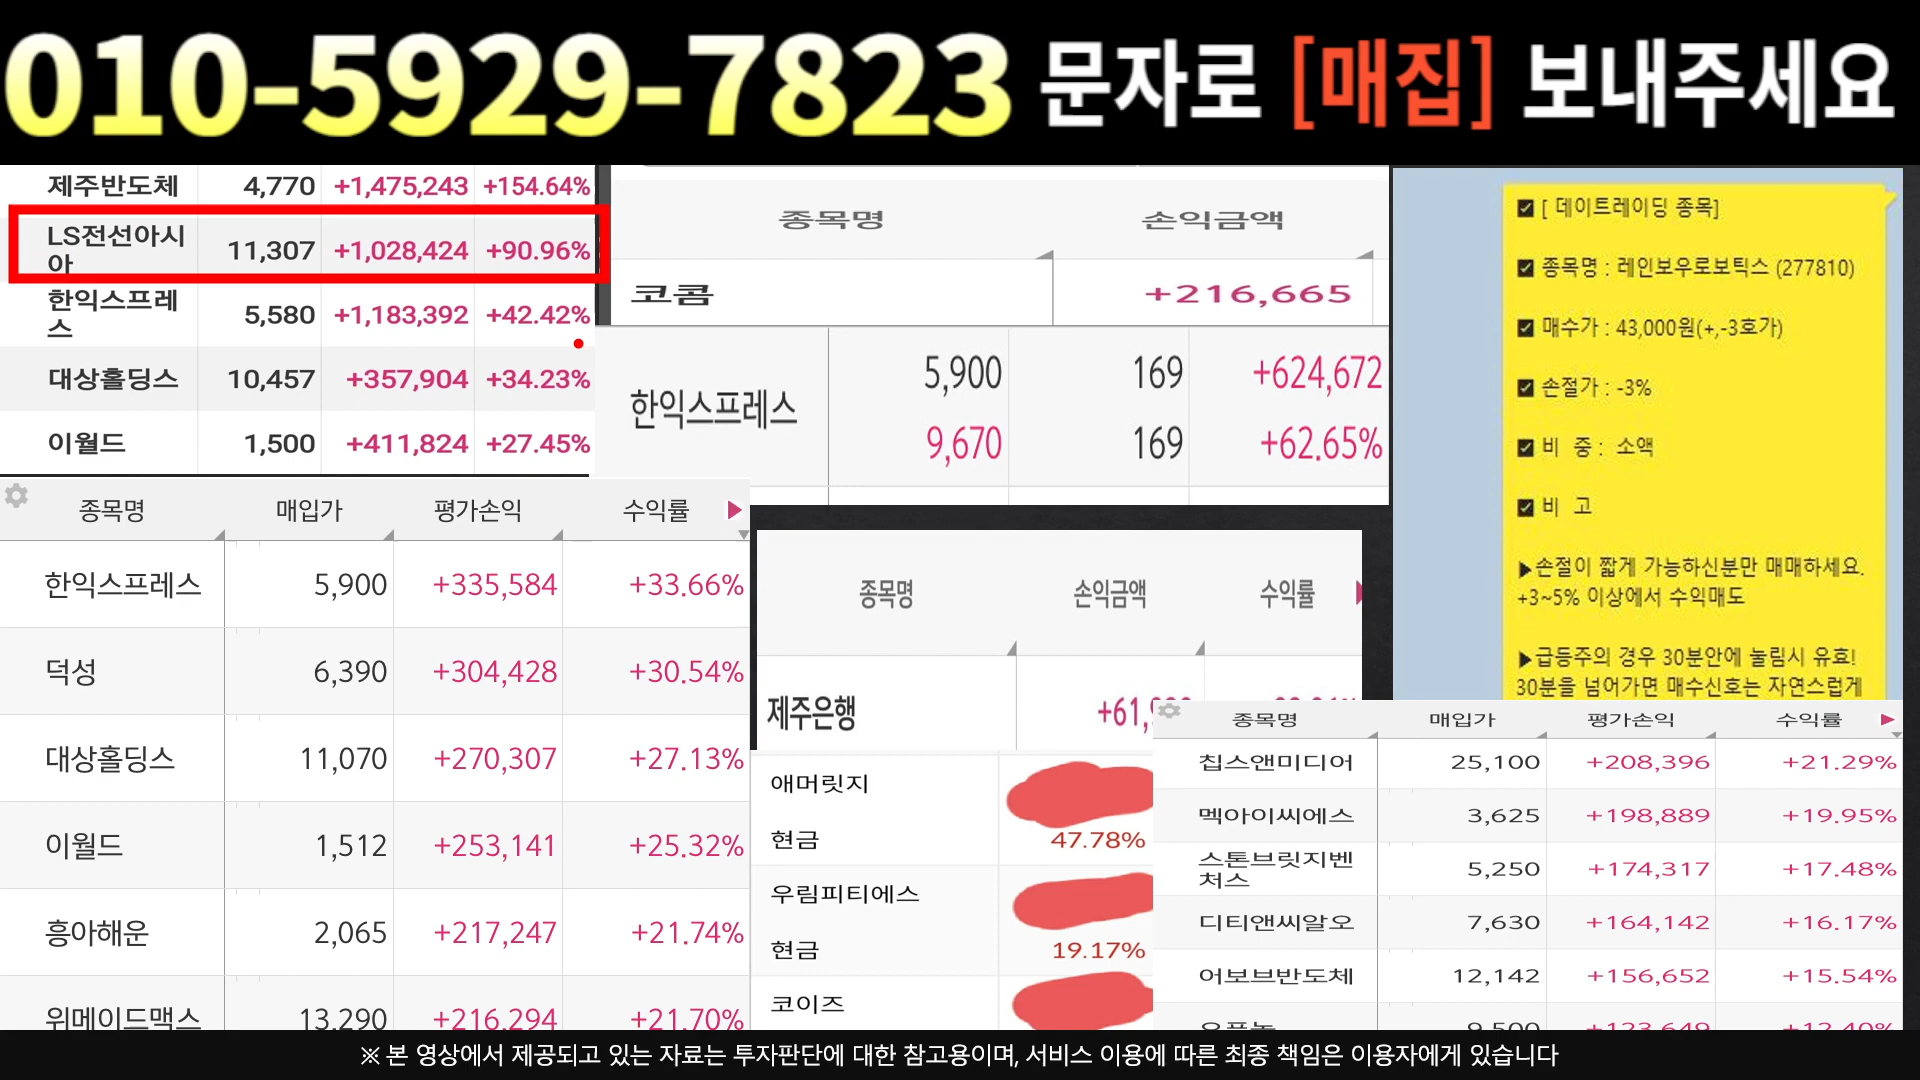 010-5929-7823 문자로 [매집] 보내주세요
제주반도체 4,770 +1,475,243 +154.64%
LS전선아시
아 11,307 +1,028,424 +90.96%
한익스프레
스 5,580 +1,183,392 +42.42%
대상홀딩스 10,457 +357,904 +34.23%
이월드 1,500 +411,824 +27.45%
종목명 손익금액
코콤 +216,665
한익스프레스
5,900 169 +624,672
9,670 169 +62.65%
☑ [ 데이트레이딩 종목]
☑ 종목명 : 레인보우로보틱스 (277810)
☑ 매수가 : 43,000원(+,-3호가)
☑ 손절가 : -3%
☑ 비 중 : 소액
☑ 비 고
▶손절이 짧게 가능하신분만 매매하세요.
+3~5% 이상에서 수익매도
▶급등주의 경우 30분안에 눌림시 유효!
30분을 넘어가면 매수신호는 자연스럽게
종목명 매입가 평가손익 수익률
한익스프레스 5,900 +335,584 +33.66%
덕성 6,390 +304,428 +30.54%
대상홀딩스 11,070 +270,307 +27.13%
이월드 1,512 +253,141 +25.32%
흥아해운 2,065 +217,247 +21.74%
위메이드맥스 13,290 +216,294 +21.70%
종목명 손익금액 수익률
제주은행
애머릿지
현금 47.78%
우림피티에스
현금 19.17%
코이즈
종목명 매입가 평가손익 수익률
칩스앤미디어 25,100 +208,396 +21.29%
멕아이씨에스 3,625 +198,889 +19.95%
스톤브릿지벤
처스 5,250 +174,317 +17.48%
디티앤씨알오 7,630 +164,142 +16.17%
어보브반도체 12,142 +156,652 +15.54%
※ 본 영상에서 제공되고 있는 자료는 투자판단에 대한 참고용이며, 서비스 이용에 따른 최종 책임은 이용자에게 있습니다